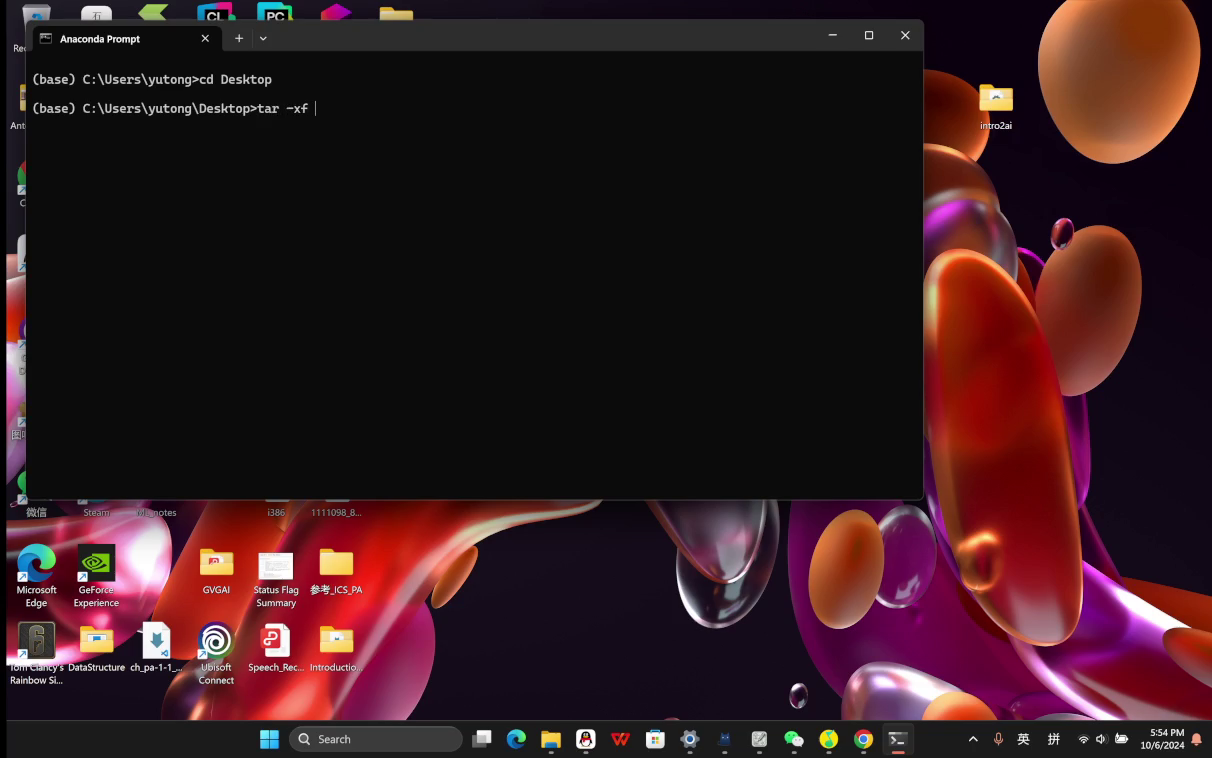 CL
PC
Anaconda Prompt
(base) C:\Users\yutong>cd Desktop
(base) C:\Users\yutong\Desktop>tar -xf
intro2ai
微信
Steam
i386
1111098_8...
Microsoft Edge
GeForce Experience
GVGAI
Status Flag Summary
参考_ICS_PA
Tom Clancy's Rainbow Si...
DataStructure
ch_pa-1-1_...
Ubisoft Connect
Speech_Rec...
Introductio...
Search
英
拼
5:54 PM
10/6/2024